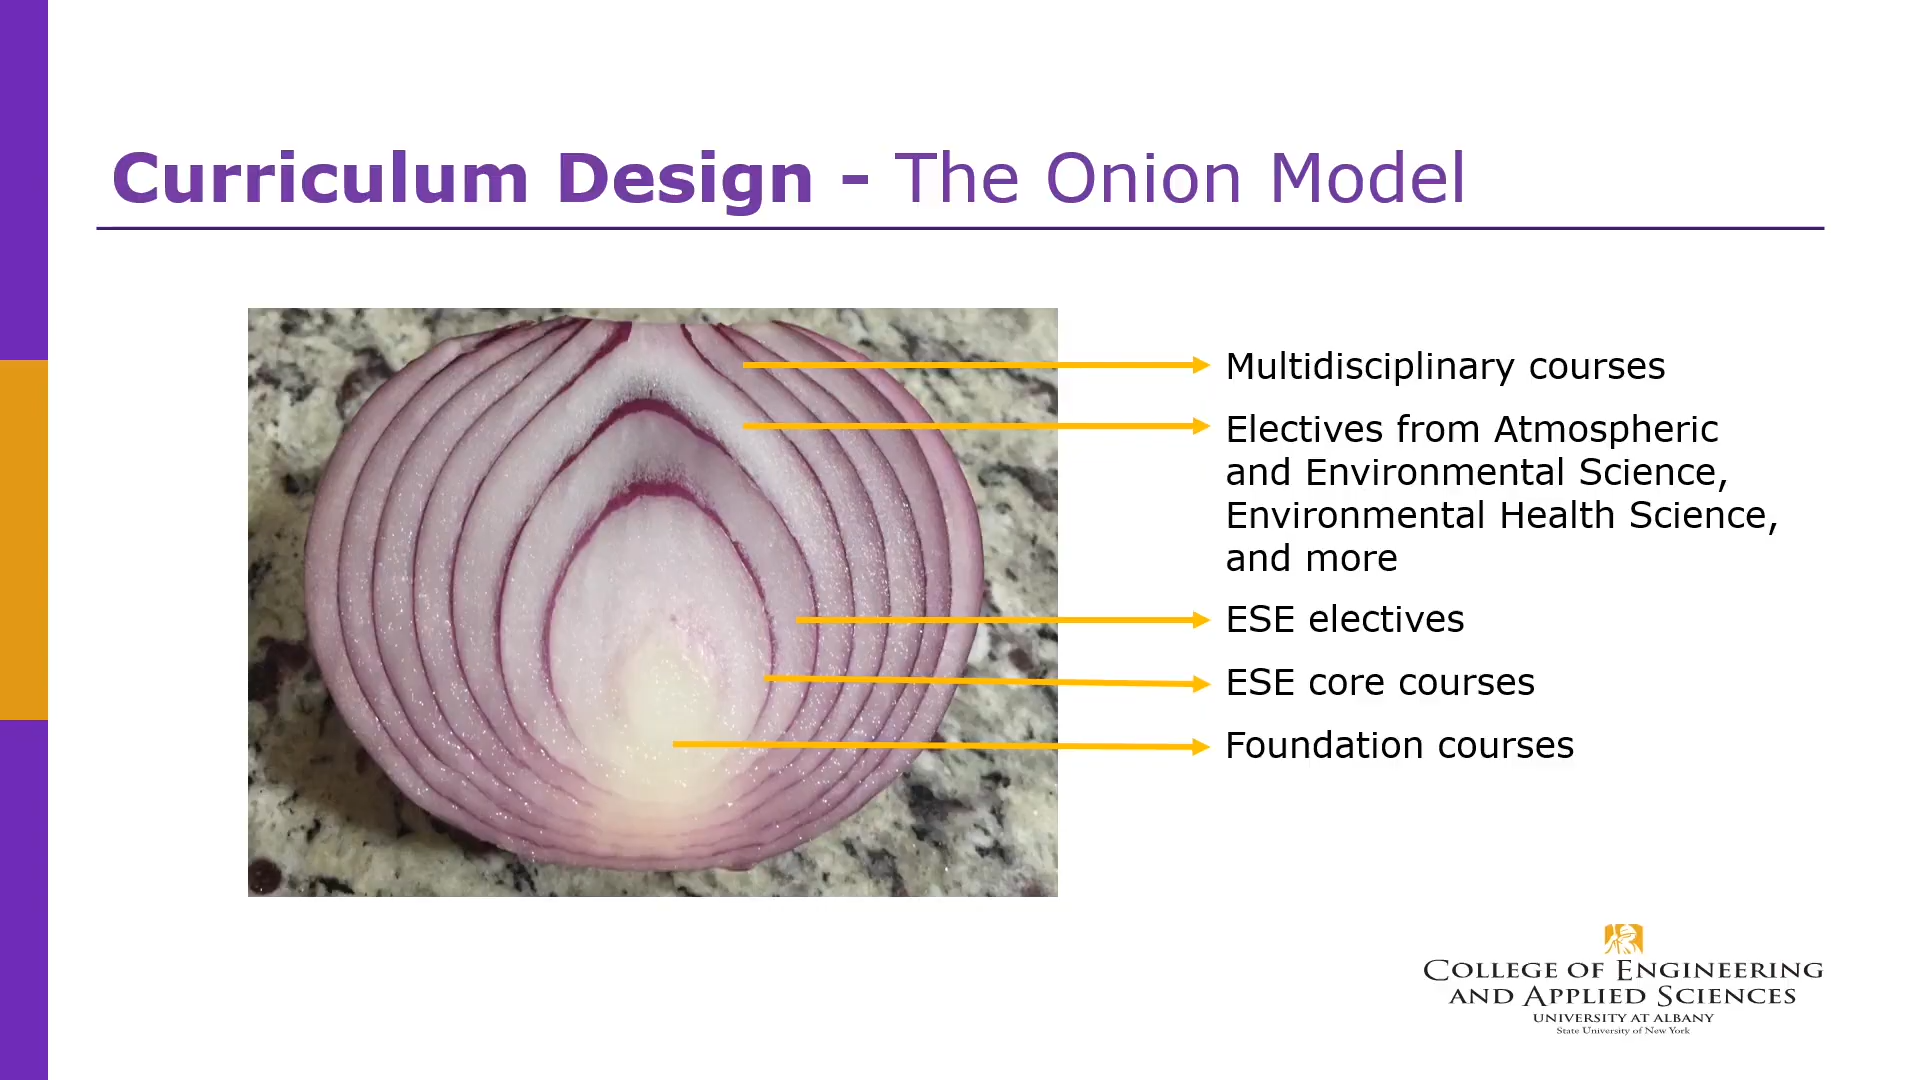 Curriculum Design - The Onion Model
Multidisciplinary courses
Electives from Atmospheric
and Environmental Science,
Environmental Health Science,
and more
ESE electives
ESE core courses
Foundation courses
COLLEGE OF ENGINEERING
AND APPLIED SCIENCES
UNIVERSITY AT ALBANY
State University of New York